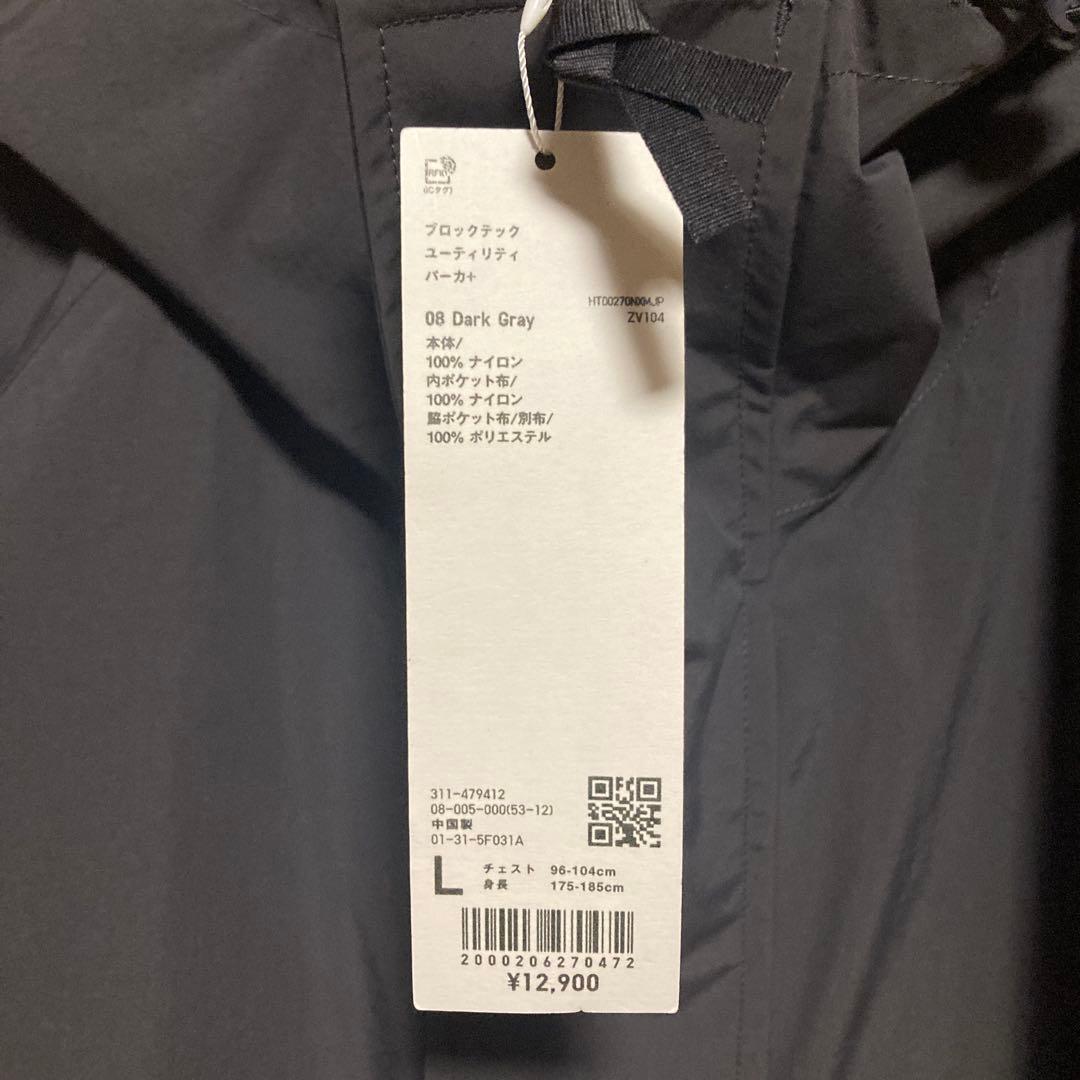 RFID
(ICタグ)
ブロックテック
ユーティリティ
パーカ+
HT00270NXMJP
08 Dark Gray
ZV104
本体/
100% ナイロン
内ポケット布/
100% ナイロン
脇ポケット布/別布/
100% ポリエステル
311-479412
08-005-000(53-12)
中国製
01-31-5F031A
L
チェスト 96-104cm
身長 175-185cm
2000206270472
¥12,900